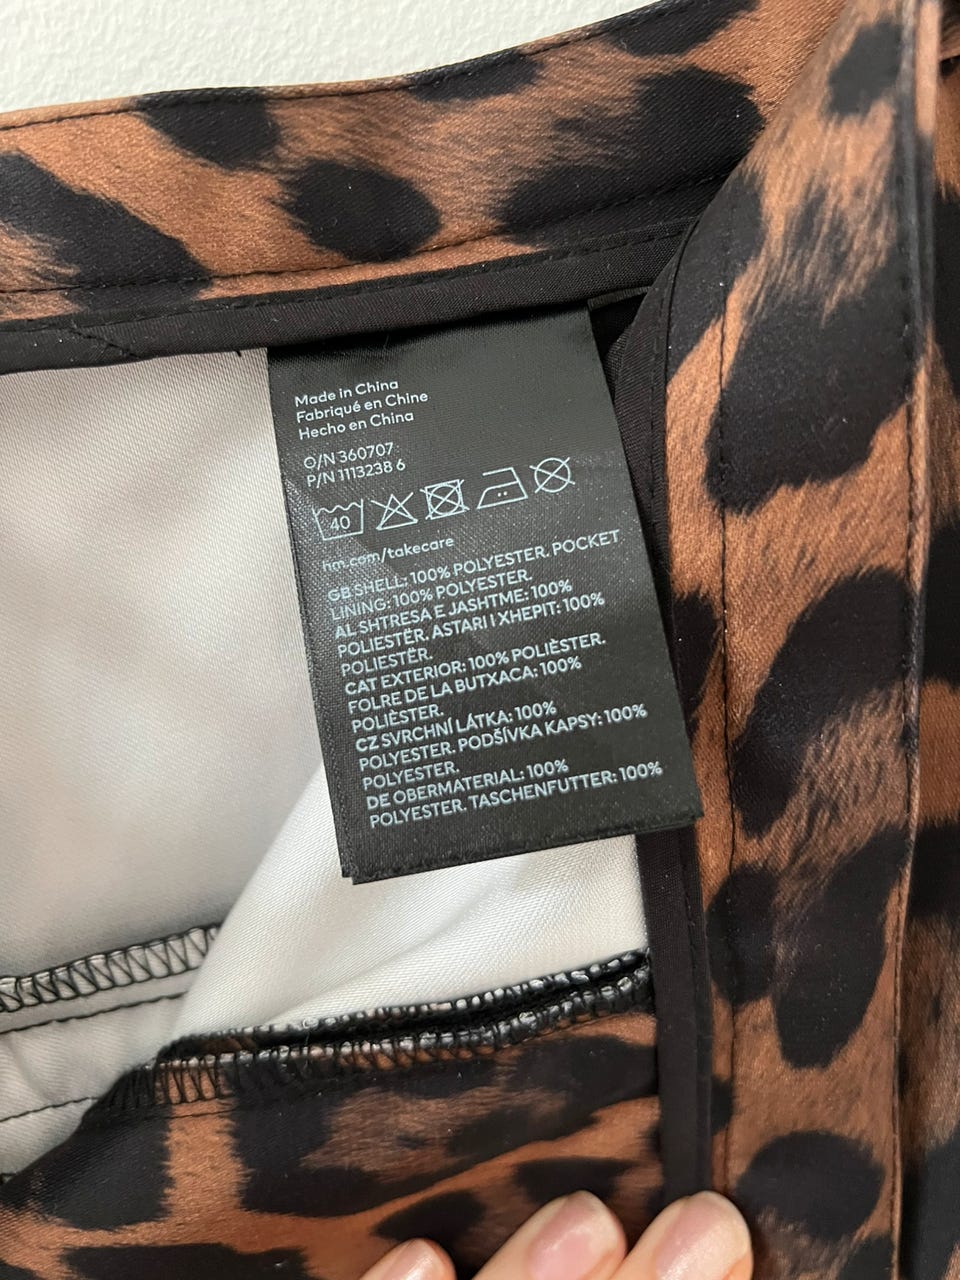 Made in China
Fabriqué en Chine
Hecho en China
O/N 360707
P/N 1113238 6
40
hm.com/takecare
GB SHELL: 100% POLYESTER. POCKET
LINING: 100% POLYESTER.
AL SHTRESA E JASHTME: 100%
POLIESTËR. ASTARI I XHEPIT: 100%
POLIESTËR.
CAT EXTERIOR: 100% POLIÈSTER.
FOLRE DE LA BUTXACA: 100%
POLIÈSTER.
CZ SVRCHNÍ LÁTKA: 100%
POLYESTER. PODŠÍVKA KAPSY: 100%
POLYESTER.
DE OBERMATERIAL: 100%
POLYESTER. TASCHENFUTTER: 100%